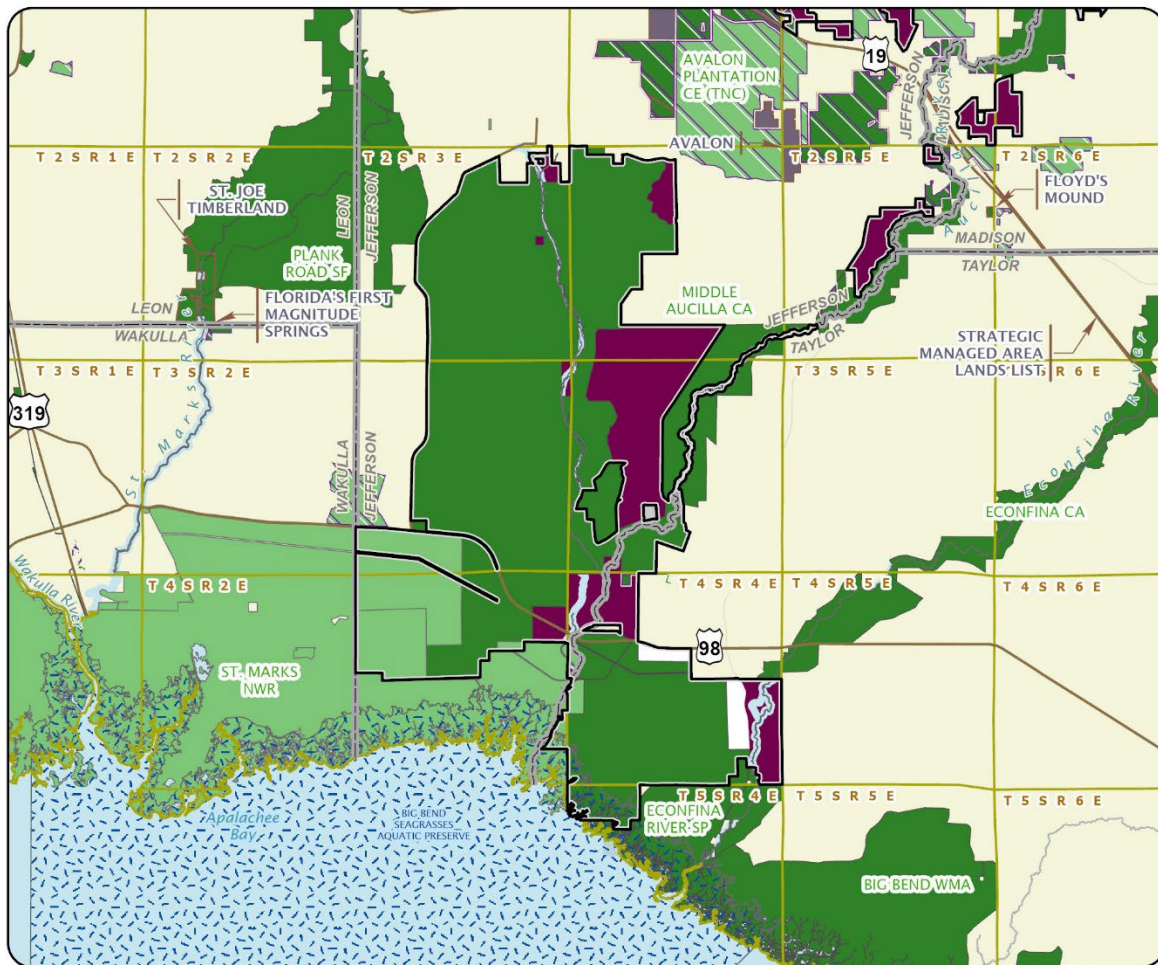 19
AVALON
PLANTATION
CE (TNC)
JEFFERSON
MADISON
AVALON
T 2 S R 1 E
T 2 S R 2 E
T 2 S R 3 E
T 2 S R 5 E
T 2 S R 6 E
ST. JOE
TIMBERLAND
LEON
JEFFERSON
FLOYD'S
MOUND
Aucilla River
MADISON
TAYLOR
PLANK
ROAD SF
FLORIDA'S FIRST
MAGNITUDE
SPRINGS
MIDDLE
AUCILLA CA
JEFFERSON
TAYLOR
LEON
WAKULLA
STRATEGIC
MANAGED AREA
LANDS LIST
T 3 S R 1 E
T 3 S R 2 E
T 3 S R 5 E
6 E
319
St. Marks River
WAKULLA
JEFFERSON
Econfina River
ECONFINA CA
Wakulla River
T 4 S R 2 E
T 4 S R 4 E
T 4 S R 5 E
T 4 S R 6 E
98
ST. MARKS
NWR
T 5 S R 4 E
T 5 S R 5 E
T 5 S R 6 E
Apalachee
Bay
BIG BEND
SEAGRASSES
AQUATIC PRESERVE
ECONFINA
RIVER SP
BIG BEND WMA